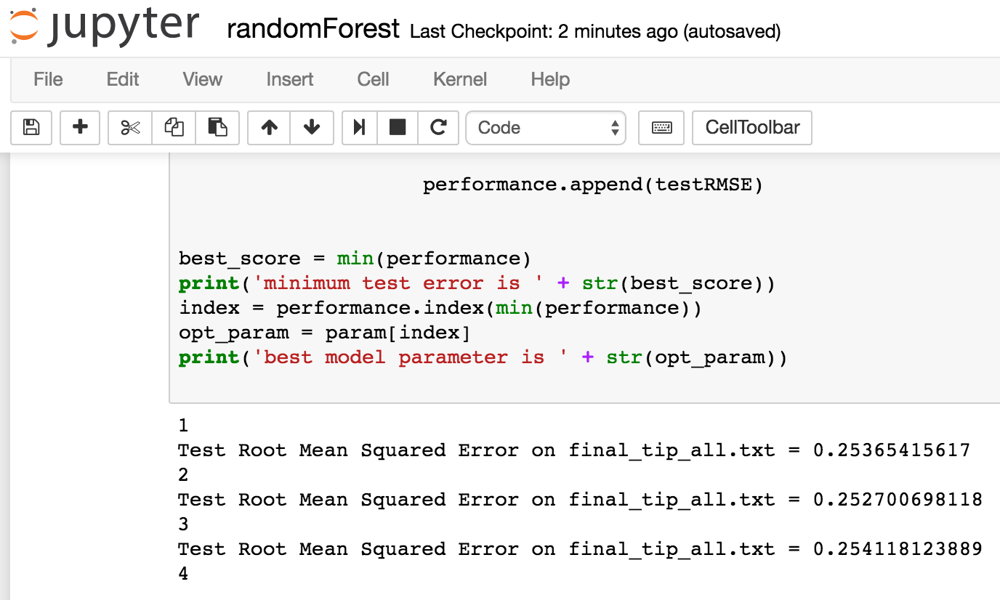 jupyter randomForest Last Checkpoint: 2 minutes ago (autosaved)
File Edit View Insert Cell Kernel Help
Code CellToolbar
performance.append(testRMSE)
best_score = min(performance)
print('minimum test error is ' + str(best_score))
index = performance.index(min(performance))
opt_param = param[index]
print('best model parameter is ' + str(opt_param))
1
Test Root Mean Squared Error on final_tip_all.txt = 0.25365415617
2
Test Root Mean Squared Error on final_tip_all.txt = 0.252700698118
3
Test Root Mean Squared Error on final_tip_all.txt = 0.254118123889
4